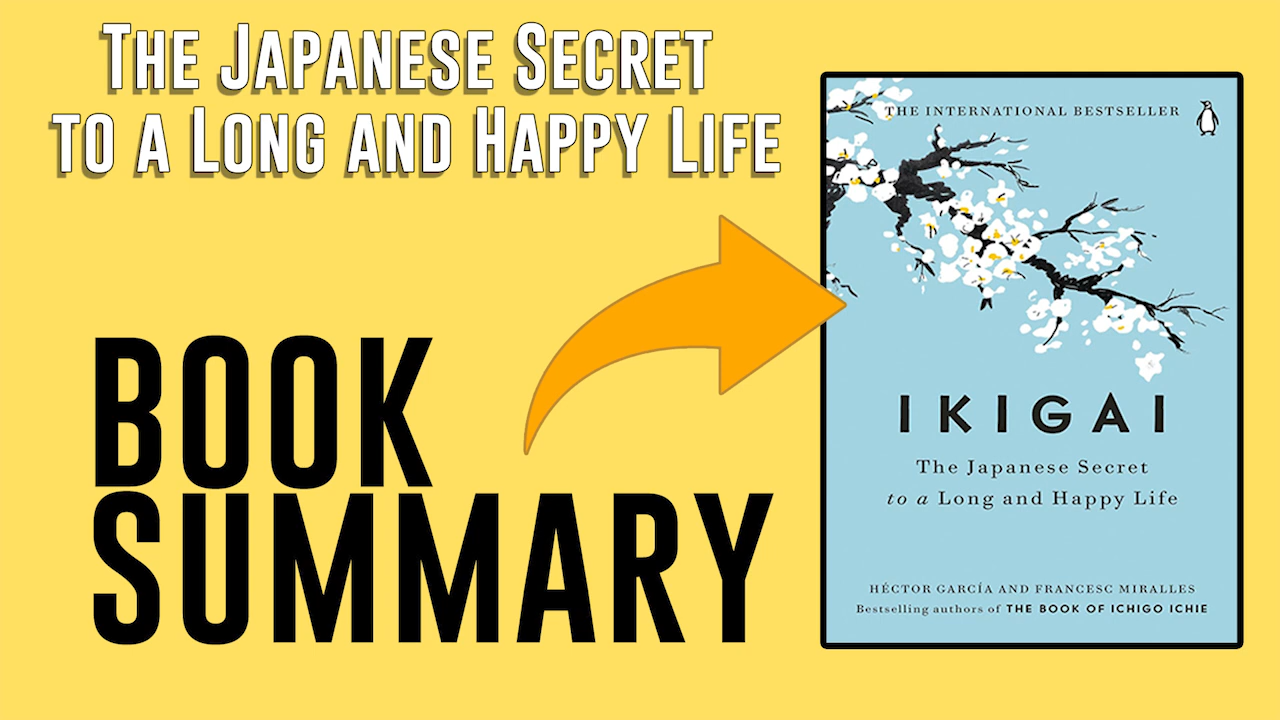 The Japanese Secret
to a Long and Happy Life
BOOK
SUMMARY
THE INTERNATIONAL BESTSELLER
IKIGAI
The Japanese Secret
to a Long and Happy Life
HÉCTOR GARCÍA AND FRANCESC MIRALLES
Bestselling authors of THE BOOK OF ICHIGO ICHIE